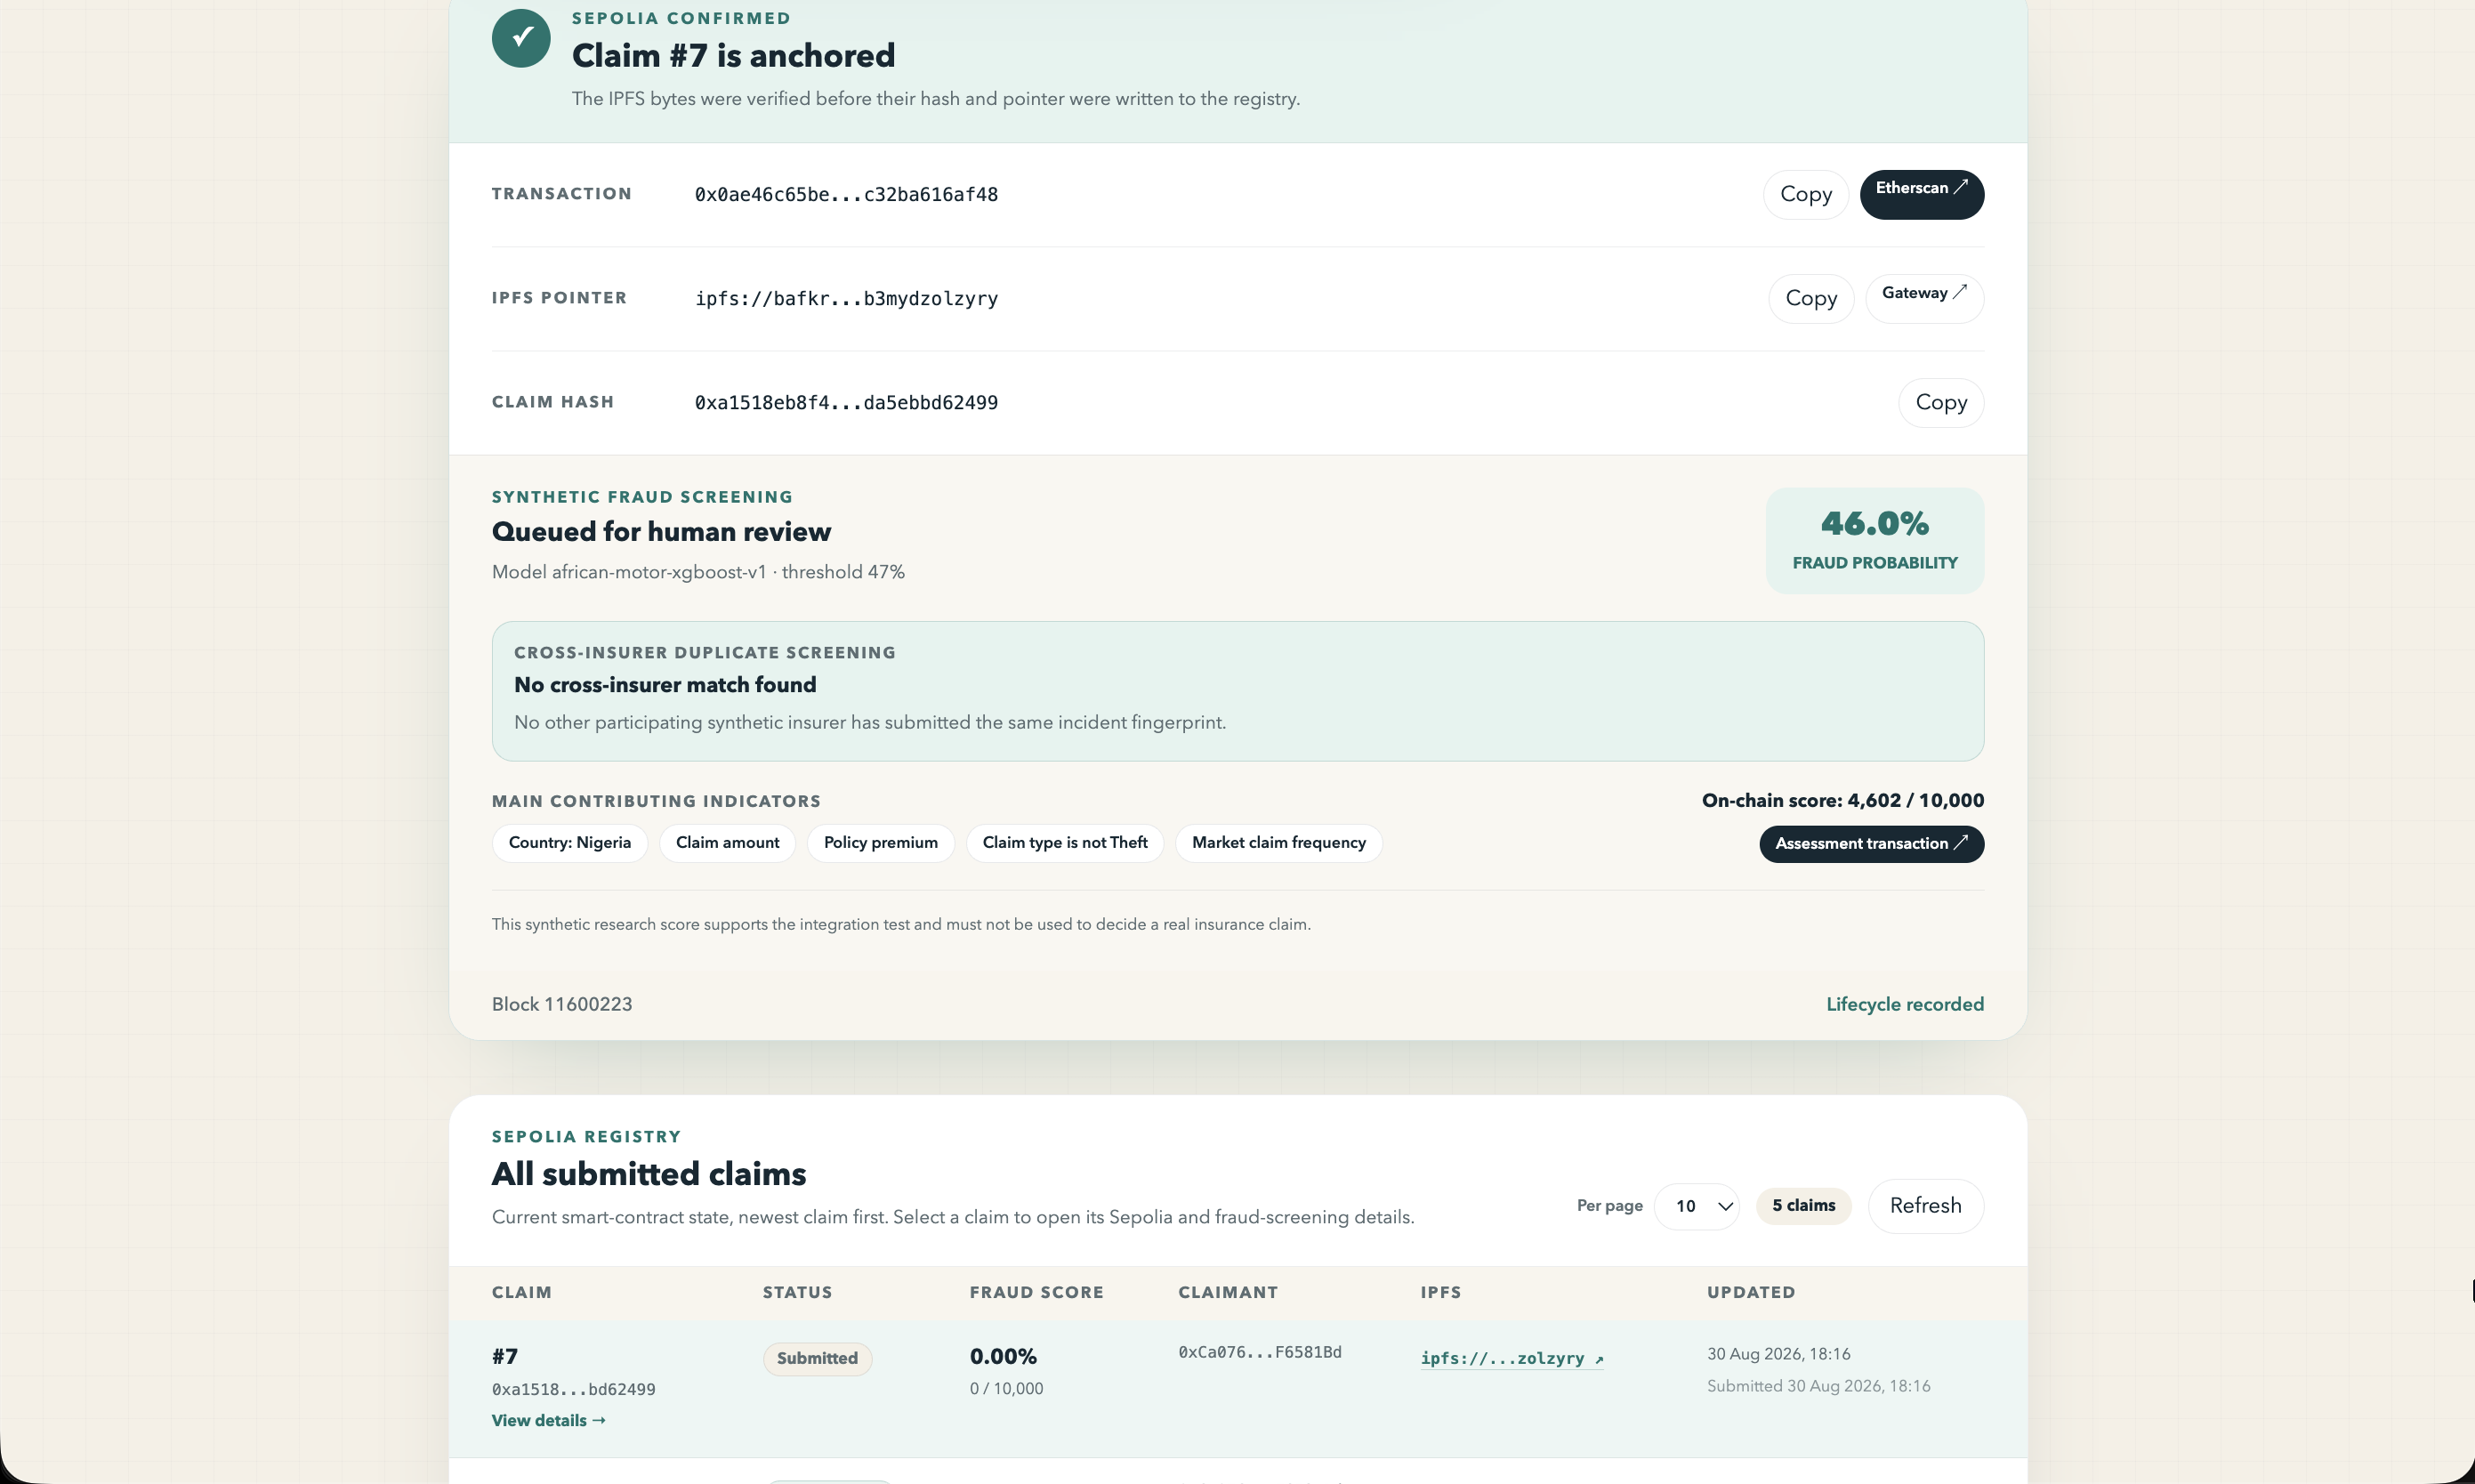 SEPOLIA CONFIRMED
Claim #7 is anchored
The IPFS bytes were verified before their hash and pointer were written to the registry.
TRANSACTION 0x0ae46c65be...c32ba616af48 Copy Etherscan ↗
IPFS POINTER ipfs://bafkr...b3mydzolzyry Copy Gateway ↗
CLAIM HASH 0xa1518eb8f4...da5ebbd62499 Copy
SYNTHETIC FRAUD SCREENING
Queued for human review
Model african-motor-xgboost-v1 · threshold 47%
46.0%
FRAUD PROBABILITY
CROSS-INSURER DUPLICATE SCREENING
No cross-insurer match found
No other participating synthetic insurer has submitted the same incident fingerprint.
MAIN CONTRIBUTING INDICATORS
Country: Nigeria Claim amount Policy premium Claim type is not Theft Market claim frequency
On-chain score: 4,602 / 10,000
Assessment transaction ↗
This synthetic research score supports the integration test and must not be used to decide a real insurance claim.
Block 11600223 Lifecycle recorded
SEPOLIA REGISTRY
All submitted claims
Current smart-contract state, newest claim first. Select a claim to open its Sepolia and fraud-screening details.
Per page 10 5 claims Refresh
CLAIM STATUS FRAUD SCORE CLAIMANT IPFS UPDATED
#7 Submitted 0.00% 0xCa076...F6581Bd ipfs://...zolzyry ↗ 30 Aug 2026, 18:16
0xa1518...bd62499 0 / 10,000 Submitted 30 Aug 2026, 18:16
View details →